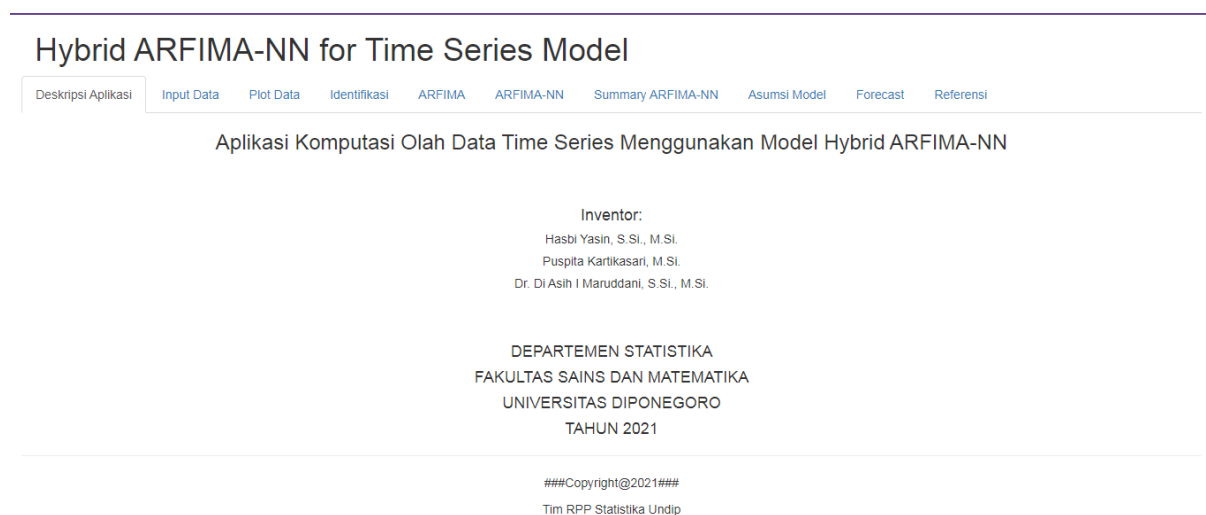 Hybrid ARFIMA-NN for Time Series Model
Deskripsi Aplikasi Input Data Plot Data Identifikasi ARFIMA ARFIMA-NN Summary ARFIMA-NN Asumsi Model Forecast Referensi
Aplikasi Komputasi Olah Data Time Series Menggunakan Model Hybrid ARFIMA-NN
Inventor:
Hasbi Yasin, S.Si., M.Si.
Puspita Kartikasari, M.Si.
Dr. Di Asih I Maruddani, S.Si., M.Si.
DEPARTEMEN STATISTIKA
FAKULTAS SAINS DAN MATEMATIKA
UNIVERSITAS DIPONEGORO
TAHUN 2021
###Copyright@2021###
Tim RPP Statistika Undip